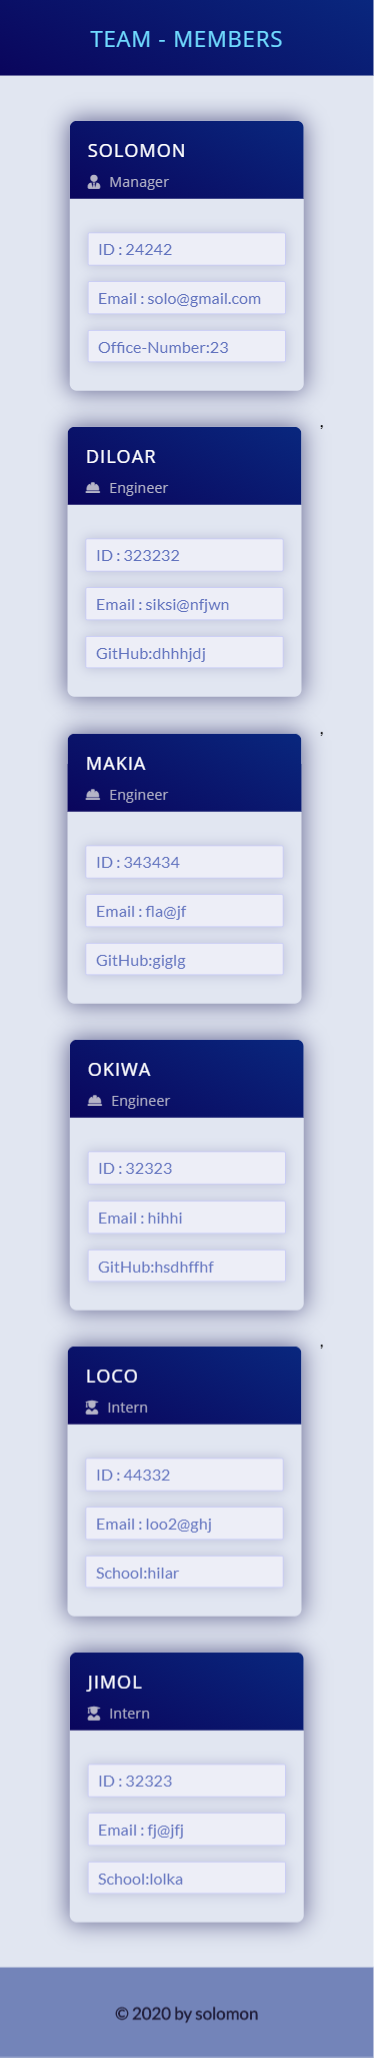 TEAM - MEMBERS
SOLOMON
Manager
ID : 24242
Email : solo@gmail.com
Office-Number:23
,
DILOAR
Engineer
ID : 323232
Email : siksi@nfjwn
GitHub:dhhhjdj
,
MAKIA
Engineer
ID : 343434
Email : fla@jf
GitHub:giglg
OKIWA
Engineer
ID : 32323
Email : hihhi
GitHub:hsdhffhf
,
LOCO
Intern
ID : 44332
Email : loo2@ghj
School:hilar
JIMOL
Intern
ID : 32323
Email : fj@jfj
School:lolka
© 2020 by solomon